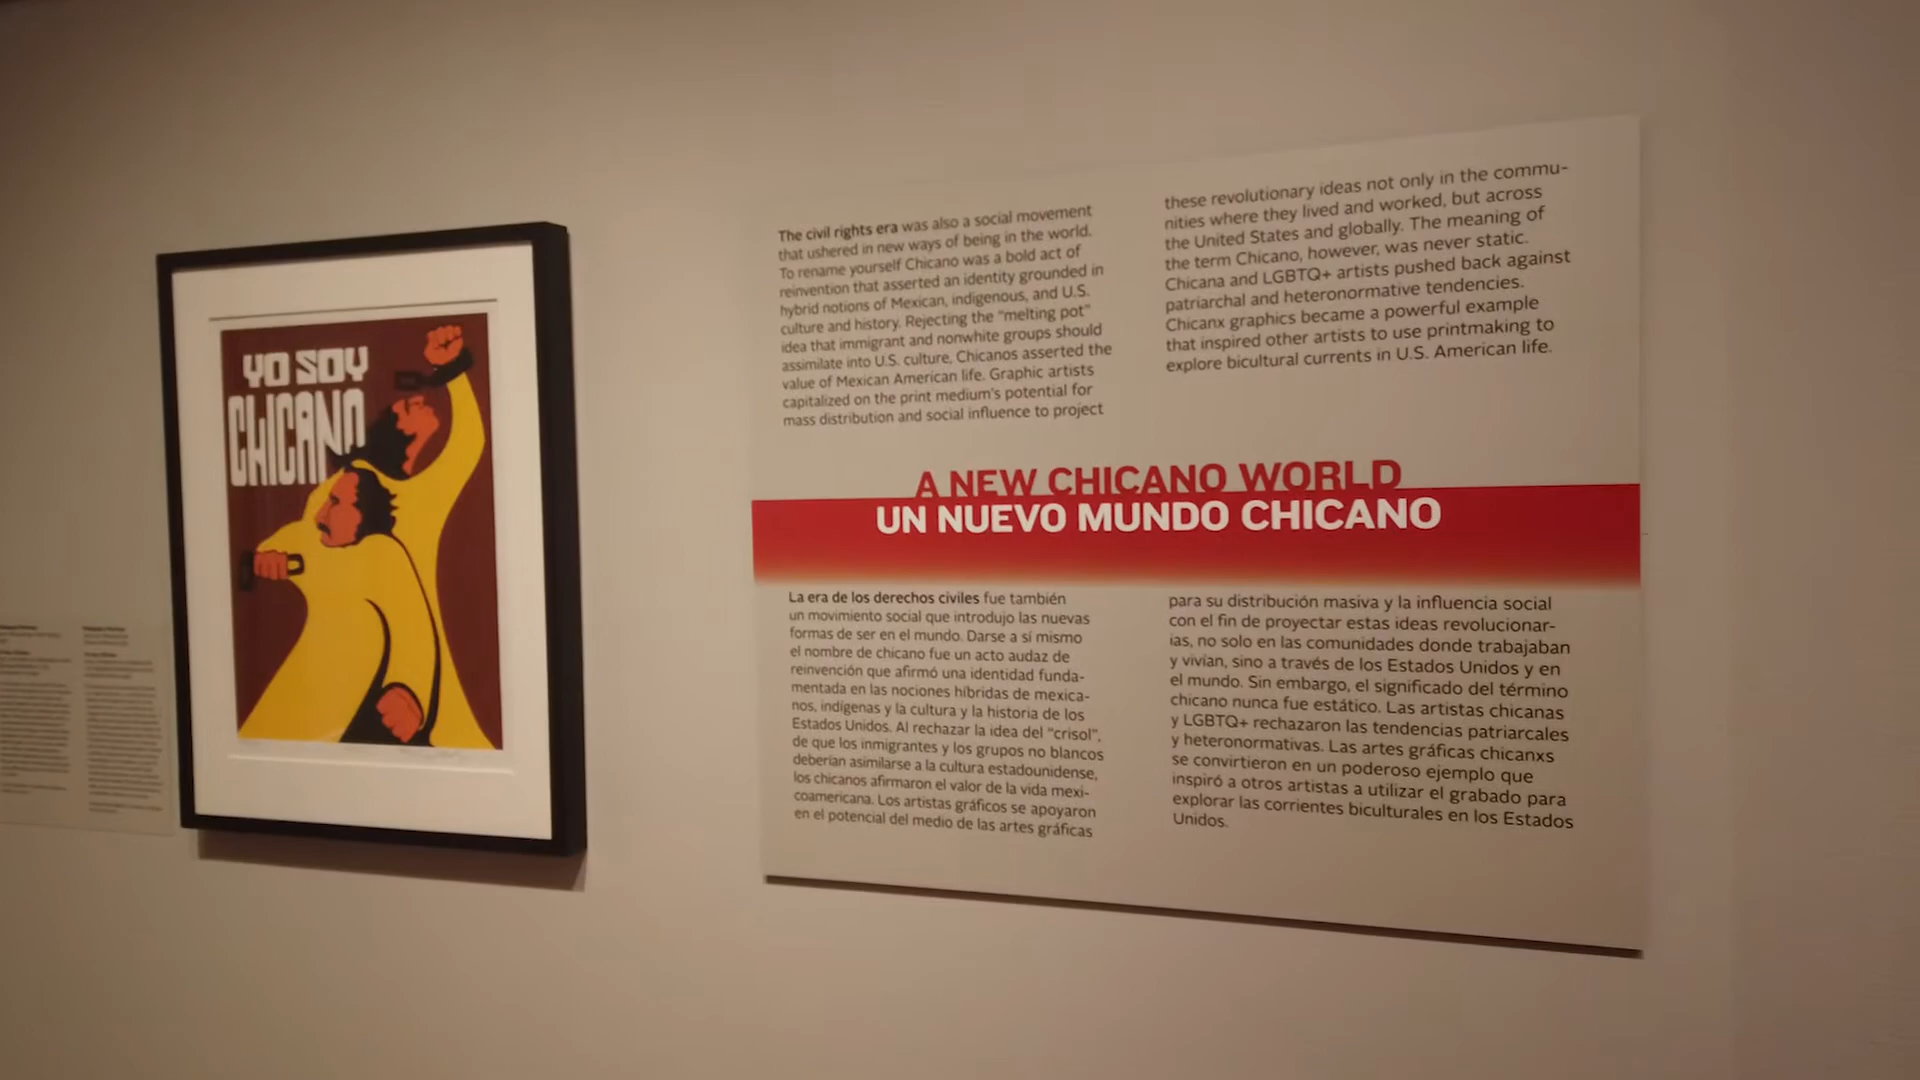 YO SOY
CHICANO
The civil rights era was also a social movement
that ushered in new ways of being in the world.
To rename yourself Chicano was a bold act of
reinvention that asserted an identity grounded in
hybrid notions of Mexican, indigenous, and U.S.
culture and history. Rejecting the "melting pot"
idea that immigrant and nonwhite groups should
assimilate into U.S. culture, Chicanos asserted the
value of Mexican American life. Graphic artists
capitalized on the print medium's potential for
mass distribution and social influence to project
these revolutionary ideas not only in the commu-
nities where they lived and worked, but across
the United States and globally. The meaning of
the term Chicano, however, was never static.
Chicana and LGBTQ+ artists pushed back against
patriarchal and heteronormative tendencies.
Chicanx graphics became a powerful example
that inspired other artists to use printmaking to
explore bicultural currents in U.S. American life.
A NEW CHICANO WORLD
UN NUEVO MUNDO CHICANO
La era de los derechos civiles fue también
un movimiento social que introdujo las nuevas
formas de ser en el mundo. Darse a sí mismo
el nombre de chicano fue un acto audaz de
reinvención que afirmó una identidad funda-
mentada en las nociones híbridas de mexica-
nos, indígenas y la cultura y la historia de los
Estados Unidos. Al rechazar la idea del "crisol",
de que los inmigrantes y los grupos no blancos
deberían asimilarse a la cultura estadounidense,
los chicanos afirmaron el valor de la vida mexi-
coamericana. Los artistas gráficos se apoyaron
en el potencial del medio de las artes gráficas
para su distribución masiva y la influencia social
con el fin de proyectar estas ideas revolucionar-
ias, no solo en las comunidades donde trabajaban
y vivían, sino a través de los Estados Unidos y en
el mundo. Sin embargo, el significado del término
chicano nunca fue estático. Las artistas chicanas
y LGBTQ+ rechazaron las tendencias patriarcales
y heteronormativas. Las artes gráficas chicanxs
se convirtieron en un poderoso ejemplo que
inspiró a otros artistas a utilizar el grabado para
explorar las corrientes biculturales en los Estados
Unidos.